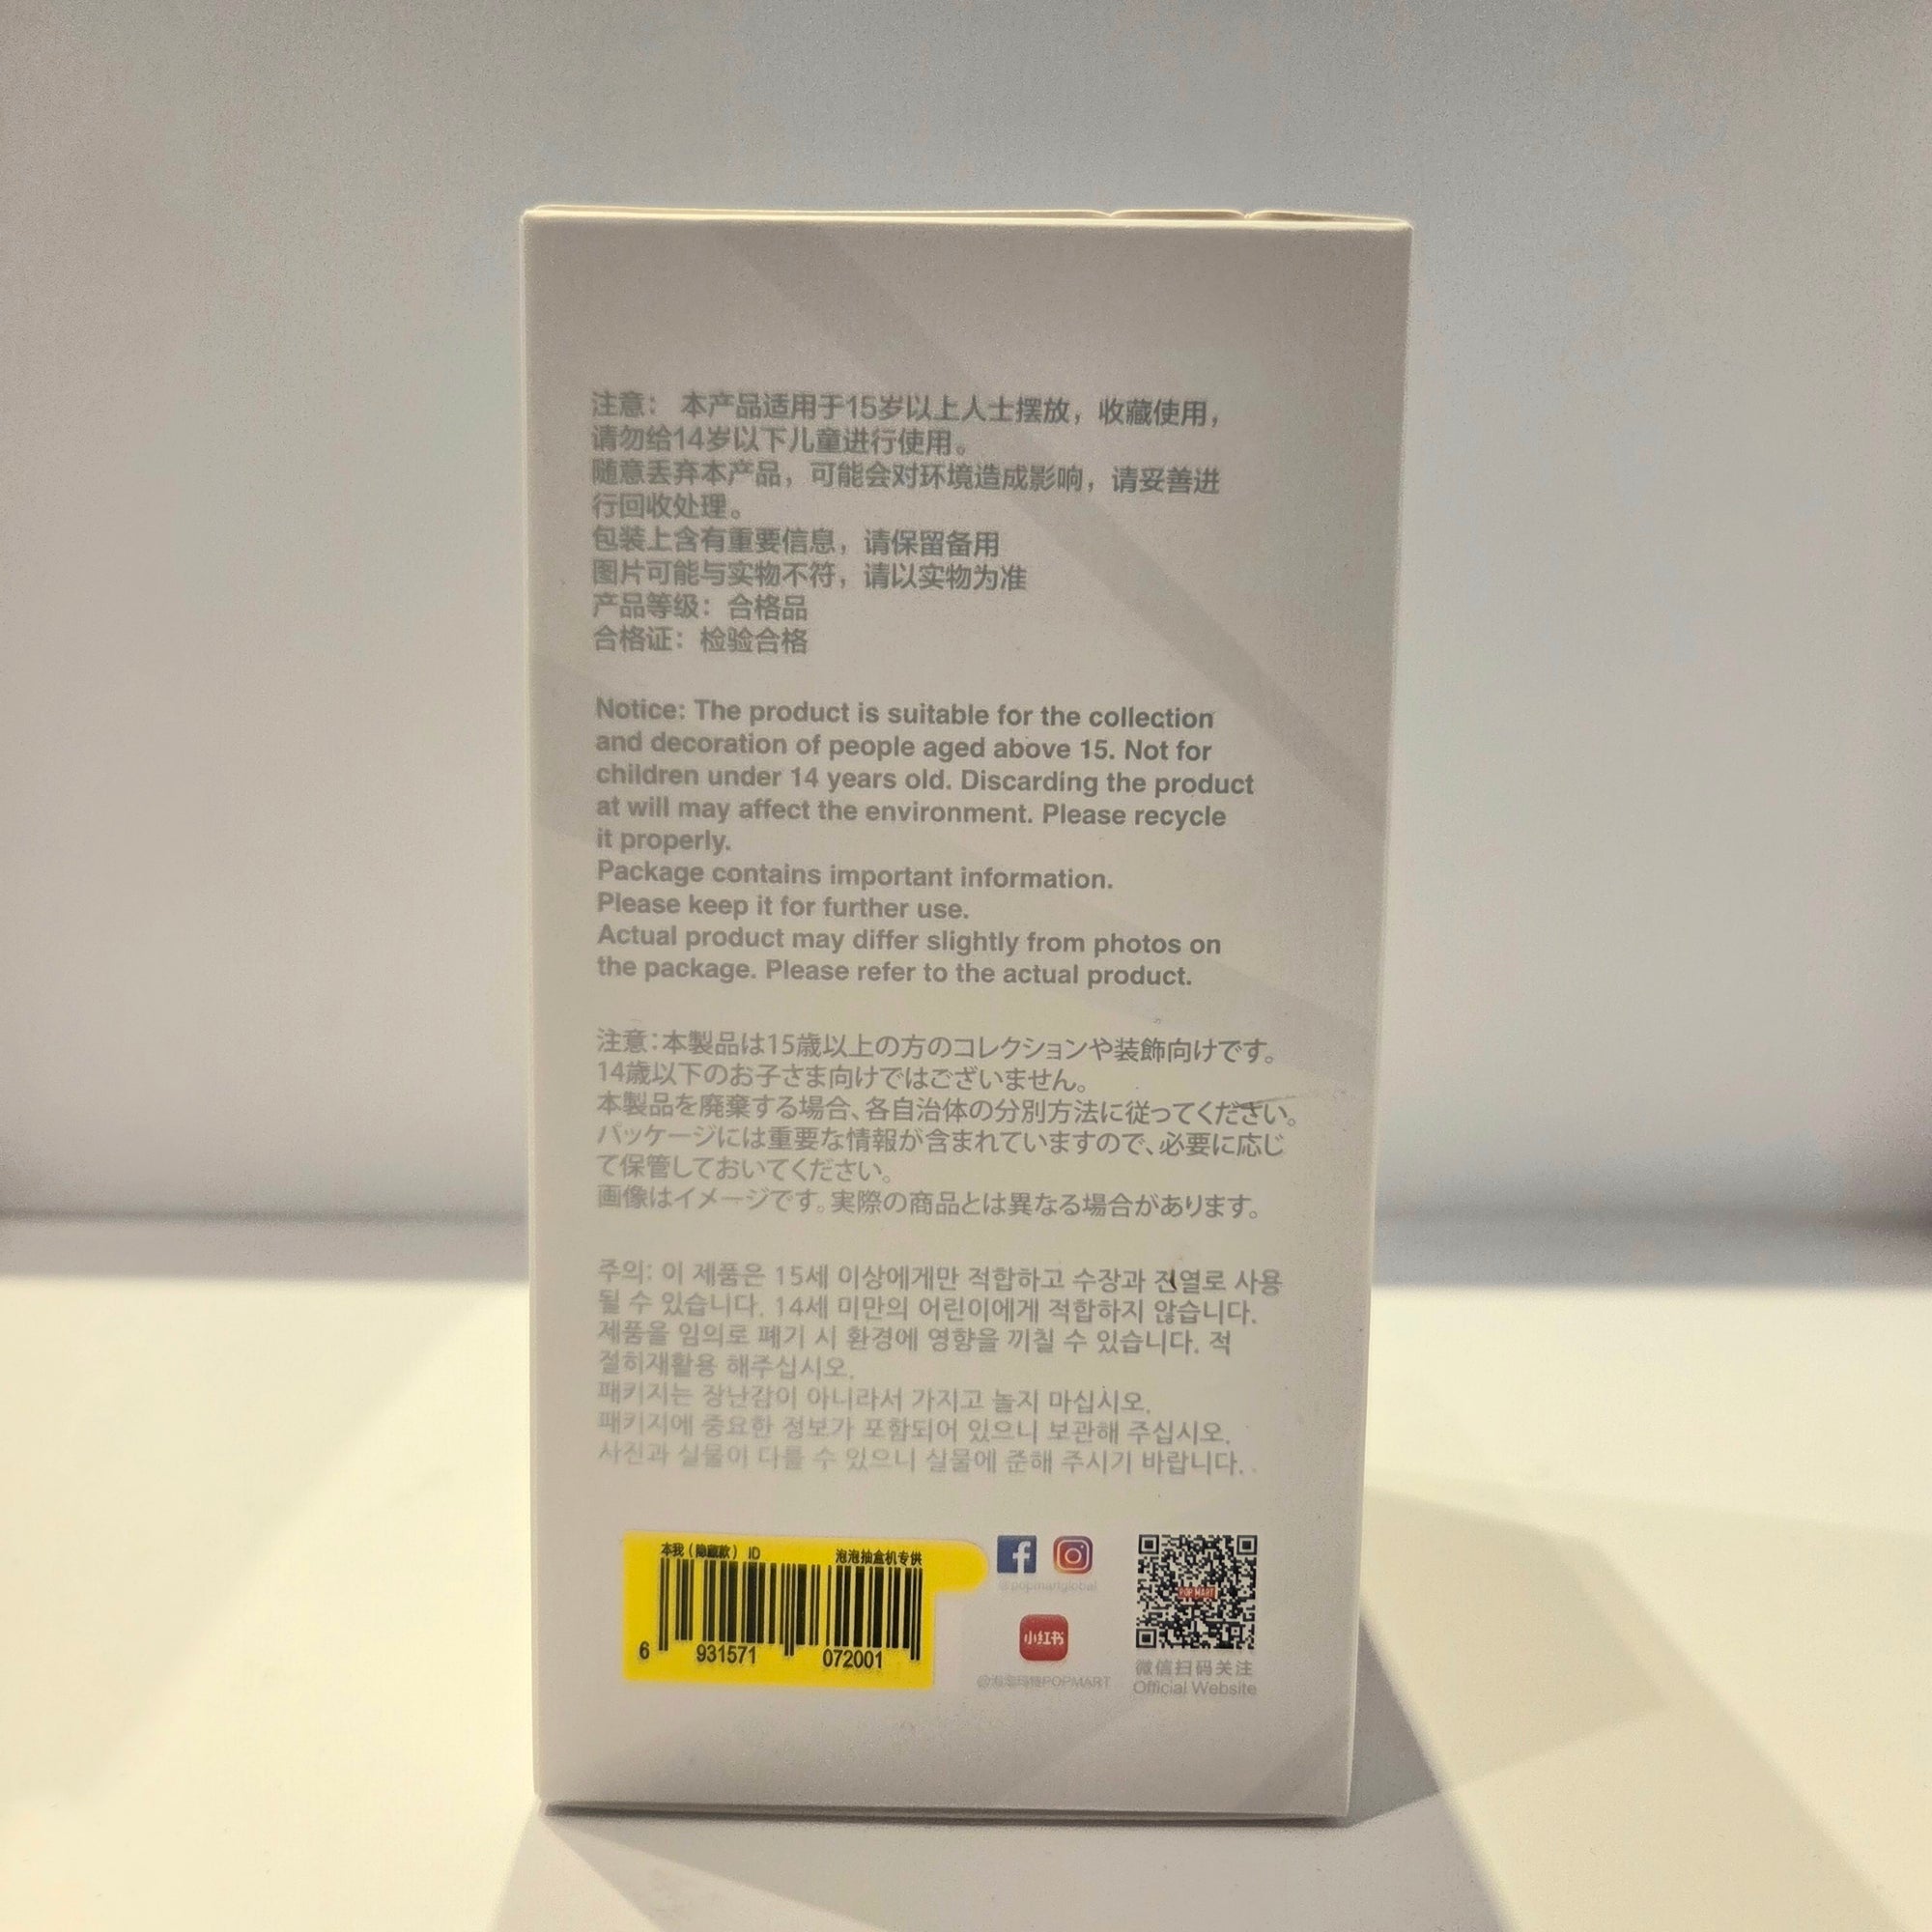 注意： 本产品适用于15岁以上人士摆放，收藏使用，
请勿给14岁以下儿童进行使用。
随意丢弃本产品，可能会对环境造成影响，请妥善进
行回收处理。
包装上含有重要信息，请保留备用
图片可能与实物不符，请以实物为准
产品等级：合格品
合格证：检验合格
Notice: The product is suitable for the collection
and decoration of people aged above 15. Not for
children under 14 years old. Discarding the product
at will may affect the environment. Please recycle
it properly.
Package contains important information.
Please keep it for further use.
Actual product may differ slightly from photos on
the package. Please refer to the actual product.
注意：本製品は15歳以上の方のコレクションや装飾向けです。
14歳以下のお子さま向けではございません。
本製品を廃棄する場合、各自治体の分別方法に従ってください。
パッケージには重要な情報が含まれていますので、必要に応じ
て保管しておいてください。
画像はイメージです。実際の商品とは異なる場合があります。
주의: 이 제품은 15세 이상에게만 적합하고 수장과 진열로 사용
될 수 있습니다. 14세 미만의 어린이에게 적합하지 않습니다.
제품을 임의로 폐기 시 환경에 영향을 끼칠 수 있습니다. 적
절히재활용 해주십시오.
패키지는 장난감이 아니라서 가지고 놀지 마십시오.
패키지에 중요한 정보가 포함되어 있으니 보관해 주십시오.
사진과 실물이 다를 수 있으니 실물에 준해 주시기 바랍니다.
本我（隐藏款） ID 泡泡抽盒机专供
6 931571 072001
@popmartglobal
小红书
@泡泡玛特POPMART
POP MART
微信扫码关注
Official Website